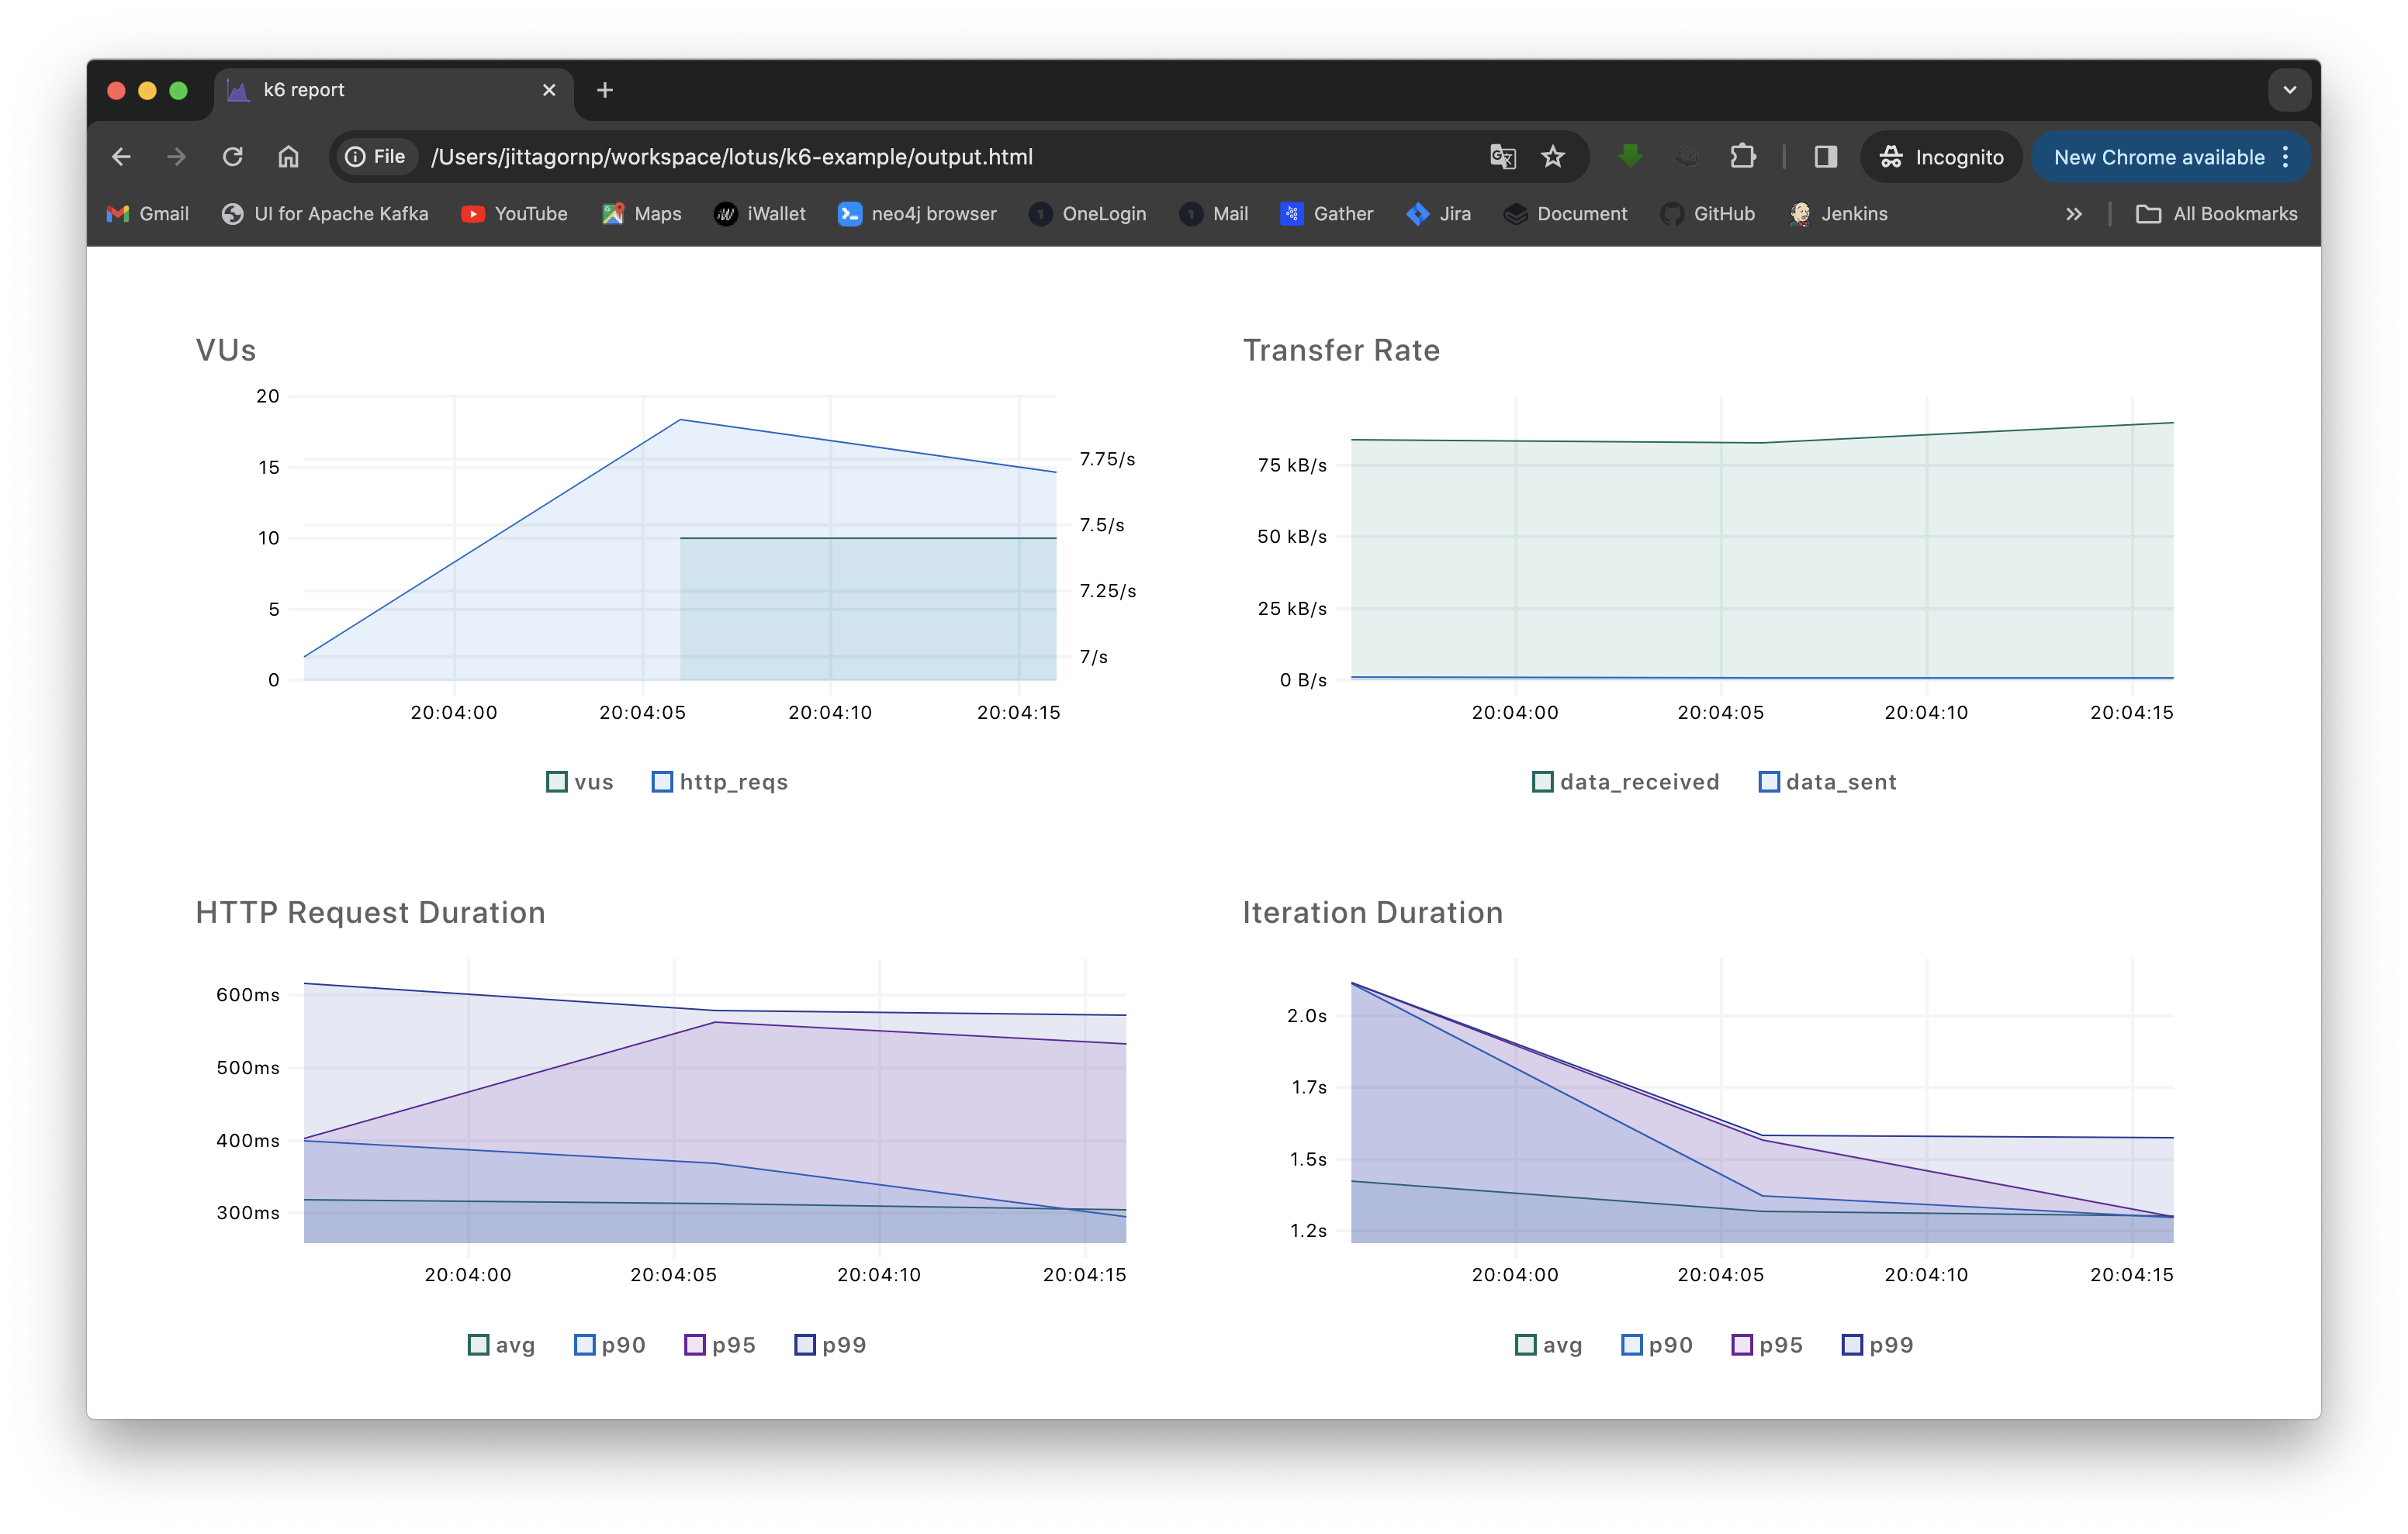 k6 report
File /Users/jittagornp/workspace/lotus/k6-example/output.html Incognito New Chrome available
Gmail UI for Apache Kafka YouTube Maps iWallet neo4j browser OneLogin Mail Gather Jira Document GitHub Jenkins All Bookmarks
VUs
20
15
10
5
0
7.75/s
7.5/s
7.25/s
7/s
20:04:00 20:04:05 20:04:10 20:04:15
vus http_reqs
Transfer Rate
75 kB/s
50 kB/s
25 kB/s
0 B/s
20:04:00 20:04:05 20:04:10 20:04:15
data_received data_sent
HTTP Request Duration
600ms
500ms
400ms
300ms
20:04:00 20:04:05 20:04:10 20:04:15
avg p90 p95 p99
Iteration Duration
2.0s
1.7s
1.5s
1.2s
20:04:00 20:04:05 20:04:10 20:04:15
avg p90 p95 p99